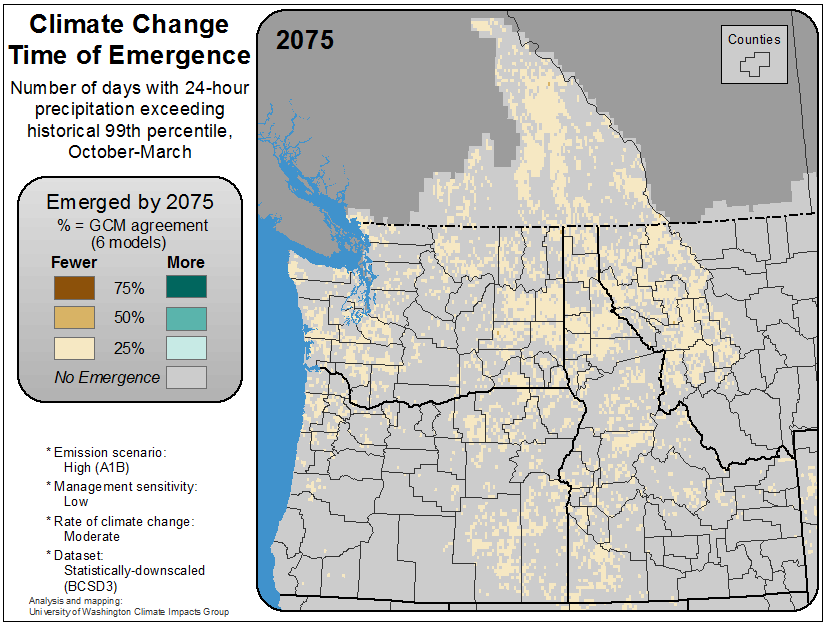 Climate Change
Time of Emergence
Number of days with 24-hour
precipitation exceeding
historical 99th percentile,
October-March
Emerged by 2075
% = GCM agreement
(6 models)
Fewer More
75%
50%
25%
No Emergence
* Emission scenario:
High (A1B)
* Management sensitivity:
Low
* Rate of climate change:
Moderate
* Dataset:
Statistically-downscaled
(BCSD3)
Analysis and mapping:
University of Washington Climate Impacts Group
2075
Counties